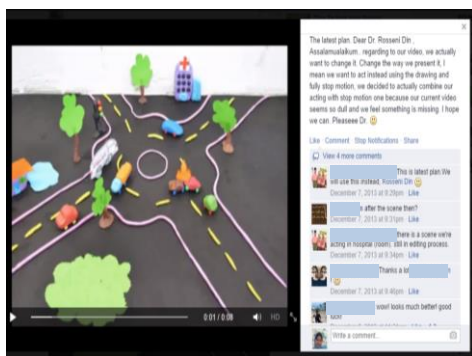 The latest plan. Dear Dr. Rosseni Din .
Assalamualaikum . regarding to our video, we actually
want to change it. Change the way we present it, I
mean we want to act instead using the drawing and
fully stop motion, we decided to actually combine our
acting with stop motion one because our current video
seems so dull and we feel something is missing. I hope
we can. Pleaseee Dr.
Like · Comment · Stop Notifications · Share
View 4 more comments
This is latest plan.We
will use this instead, Rosseni Din
December 7, 2013 at 9:29pm · Like
after the scene then?
December 7, 2013 at 9:31pm · Like
there is a scene we're
acting in hospital (room), still in editing process.
December 7, 2013 at 9:34pm · Like
Thanks a lot
December 7, 2013 at 9:46pm · Like
wow! looks much better! good
Write a comment...
0:01 / 0:08
HD